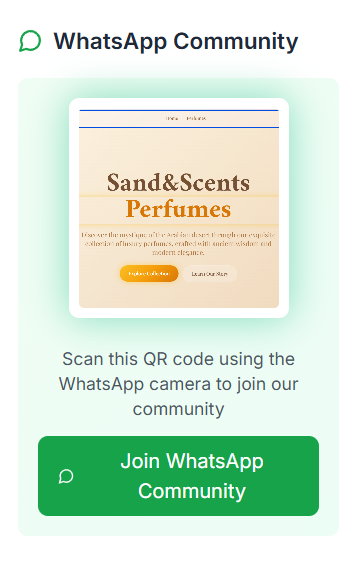 WhatsApp Community
Home Perfumes
Sand&Scents
Perfumes
Discover the mystique of the Arabian desert through our exquisite
collection of luxury perfumes, crafted with ancient wisdom and
modern elegance.
Explore Collection
Learn Our Story
Scan this QR code using the
WhatsApp camera to join our
community
Join WhatsApp
Community